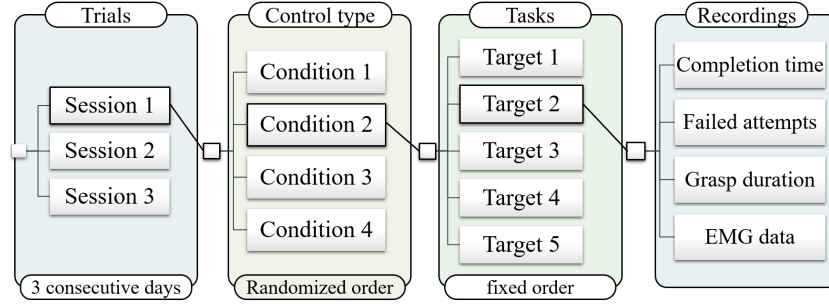 Trials
Session 1
Session 2
Session 3
3 consecutive days
Control type
Condition 1
Condition 2
Condition 3
Condition 4
Randomized order
Tasks
Target 1
Target 2
Target 3
Target 4
Target 5
fixed order
Recordings
Completion time
Failed attempts
Grasp duration
EMG data